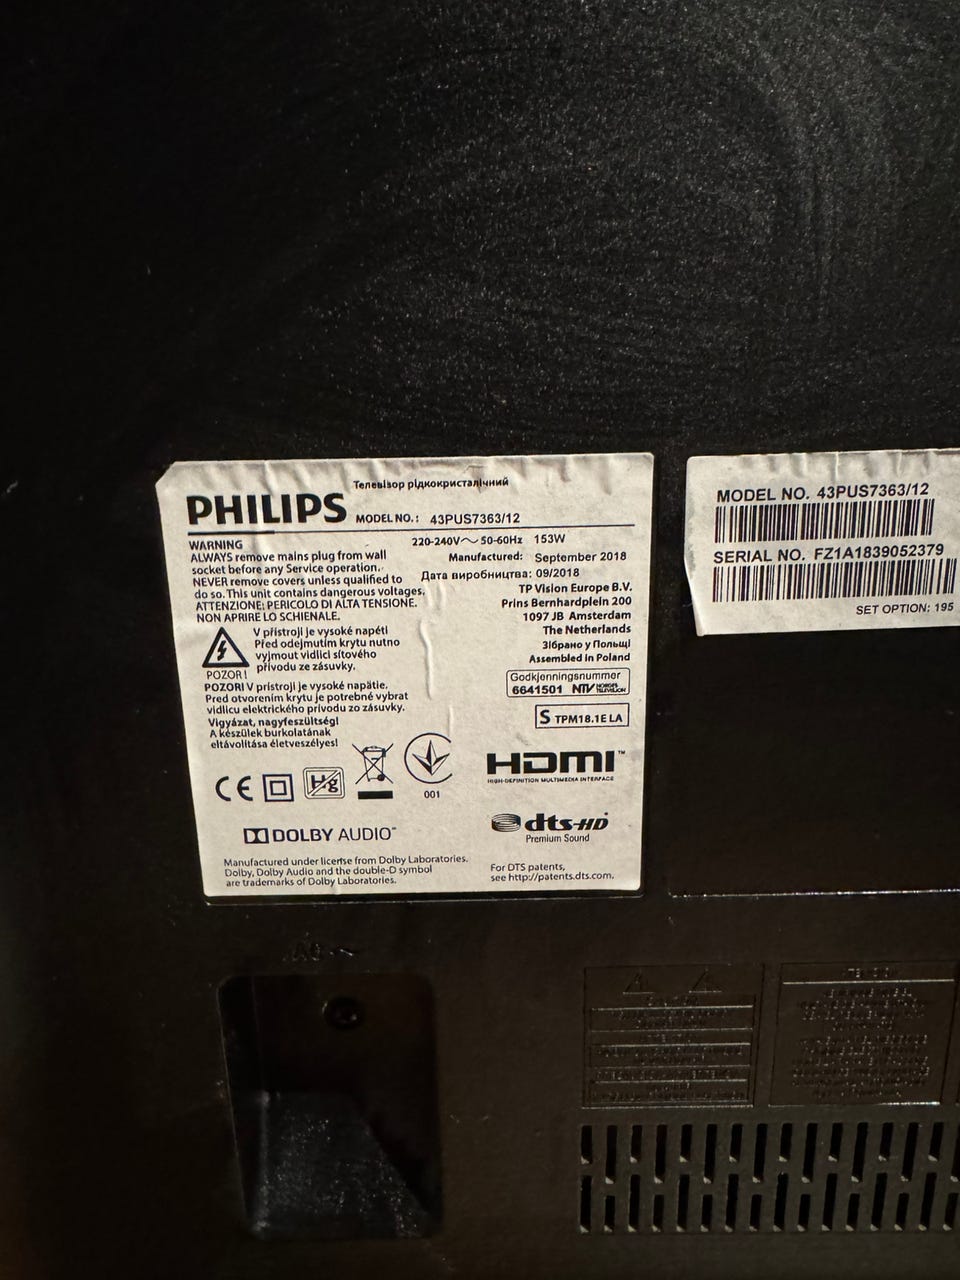 Телевізор рідкокристалічний
PHILIPS MODEL NO.: 43PUS7363/12
WARNING
ALWAYS remove mains plug from wall
socket before any Service operation.
NEVER remove covers unless qualified to
do so. This unit contains dangerous voltages.
ATTENZIONE: PERICOLO DI ALTA TENSIONE.
NON APRIRE LO SCHIENALE.
V přístroji je vysoké napětí
Před odejmutím krytu nutno
vyjmout vidlici síťového
přívodu ze zásuvky.
POZOR!
POZOR! V prístroji je vysoké napätie.
Pred otvorením krytu je potrebné vybrat
vidlicu elektrického prívodu zo zásuvky.
Vigyázat, nagyfeszültség!
A készülek burkolatának
eltávolítása életveszélyes!
220-240V~ 50-60Hz 153W
Manufactured: September 2018
Дата виробництва: 09/2018
TP Vision Europe B.V.
Prins Bernhardplein 200
1097 JB Amsterdam
The Netherlands
Зібрано у Польщі
Assembled in Poland
Godkjenningsnummer
6641501 NTV NORGES TELEVISJON
S TPM18.1E LA
CE
Hg
001
HDMI™
HIGH-DEFINITION MULTIMEDIA INTERFACE
DOLBY AUDIO™
dts-HD
Premium Sound
Manufactured under license from Dolby Laboratories.
Dolby, Dolby Audio and the double-D symbol
are trademarks of Dolby Laboratories.
For DTS patents,
see http://patents.dts.com.
MODEL NO. 43PUS7363/12
SERIAL NO. FZ1A1839052379
SET OPTION: 195